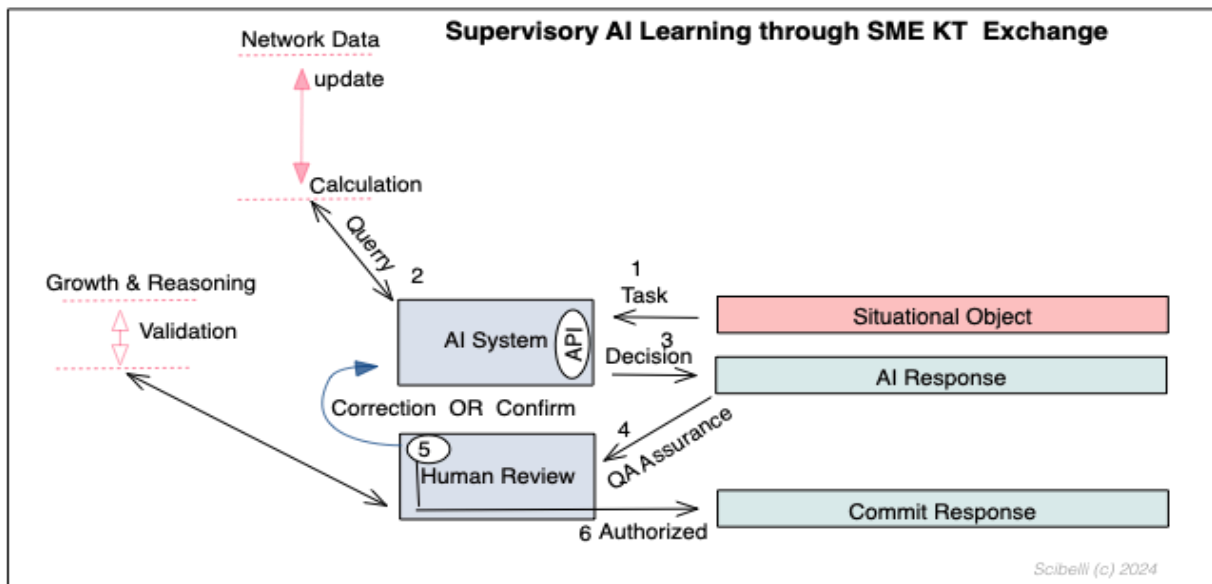 Supervisory AI Learning through SME KT Exchange
Network Data
update
Calculation
Querry
2
Growth & Reasoning
Validation
1
Task
Situational Object
AI System
API
3
Decision
AI Response
Correction OR Confirm
4
QA Assurance
5
Human Review
6 Authorized
Commit Response
Scibelli (c) 2024